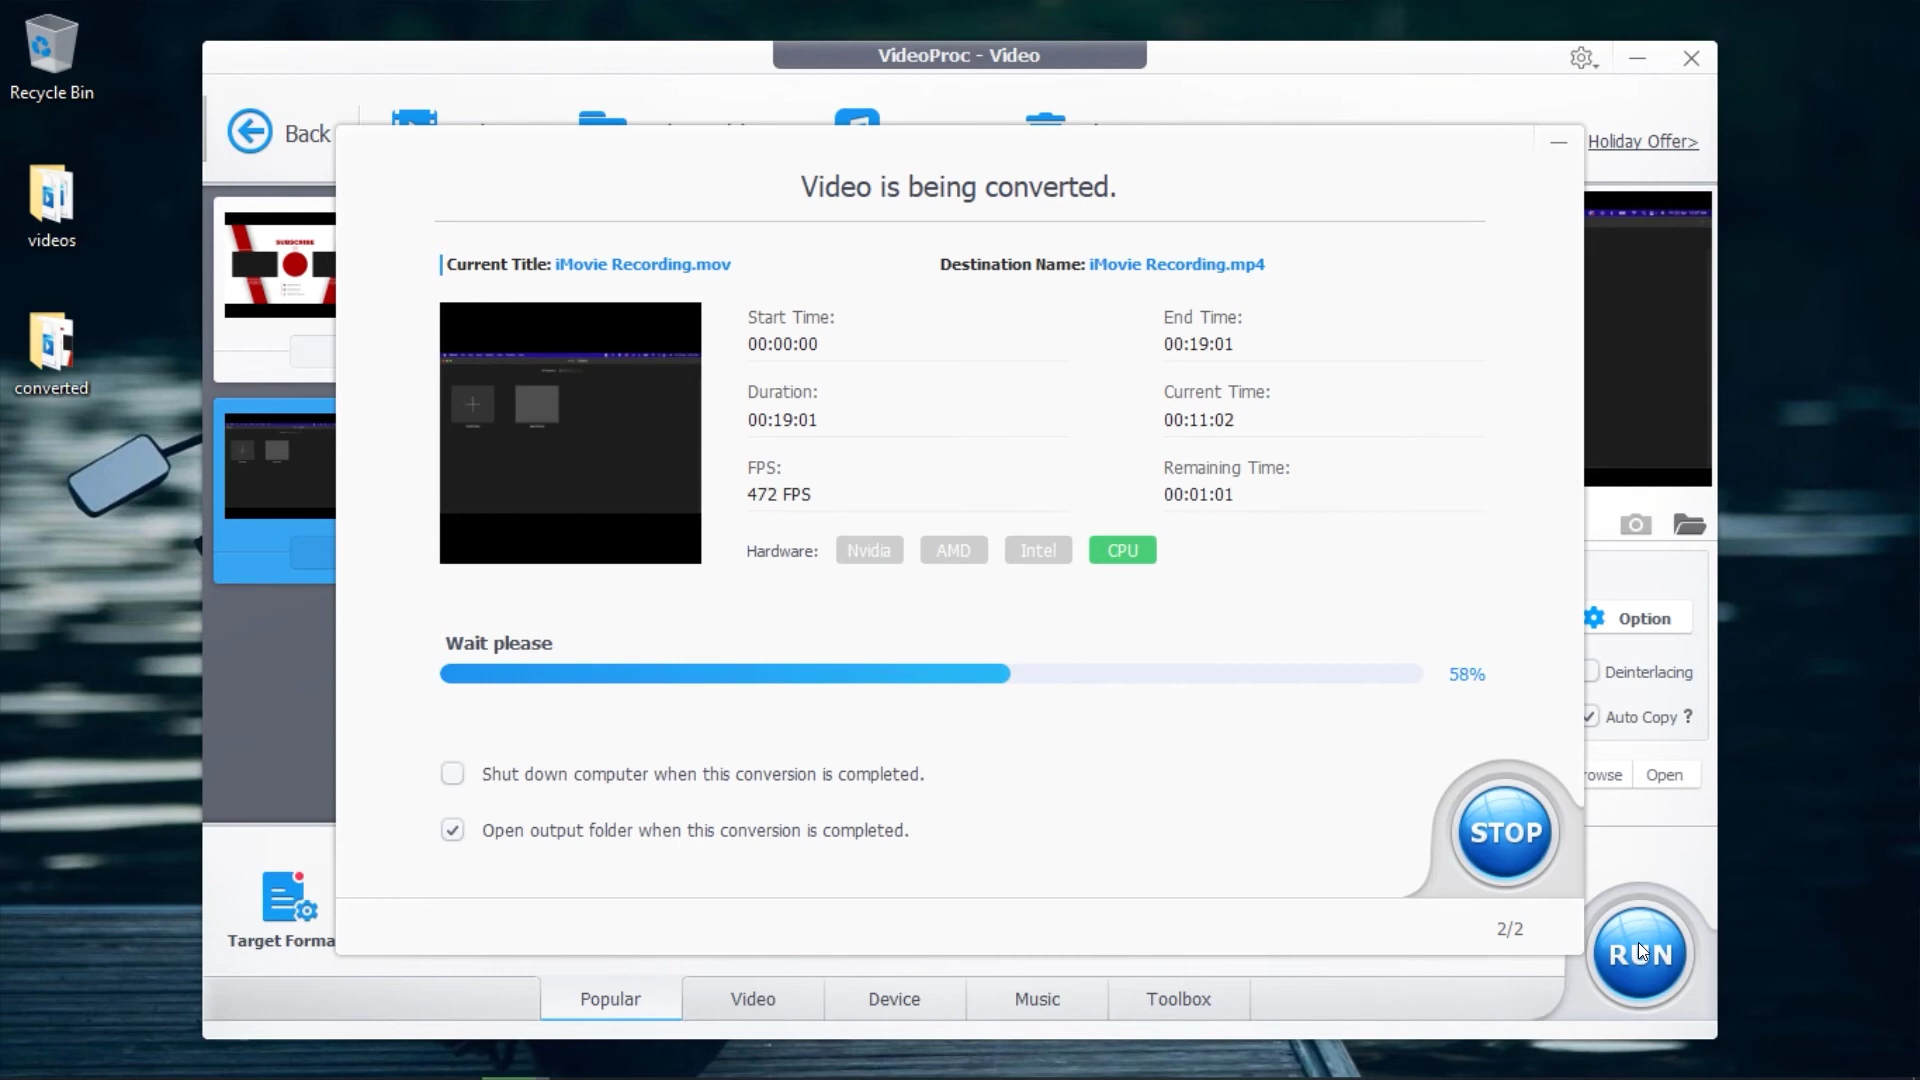 Recycle Bin
videos
converted
VideoProc - Video
Back
Holiday Offer>
Video is being converted.
Current Title: iMovie Recording.mov
Destination Name: iMovie Recording.mp4
SUBSCRIBE
Start Time:
00:00:00
End Time:
00:19:01
Duration:
00:19:01
Current Time:
00:11:02
FPS:
472 FPS
Remaining Time:
00:01:01
Hardware: Nvidia AMD Intel CPU
Wait please
58%
Option
Deinterlacing
Auto Copy ?
rowse Open
Shut down computer when this conversion is completed.
Open output folder when this conversion is completed.
STOP
2/2
Target Forma
RUN
Popular Video Device Music Toolbox